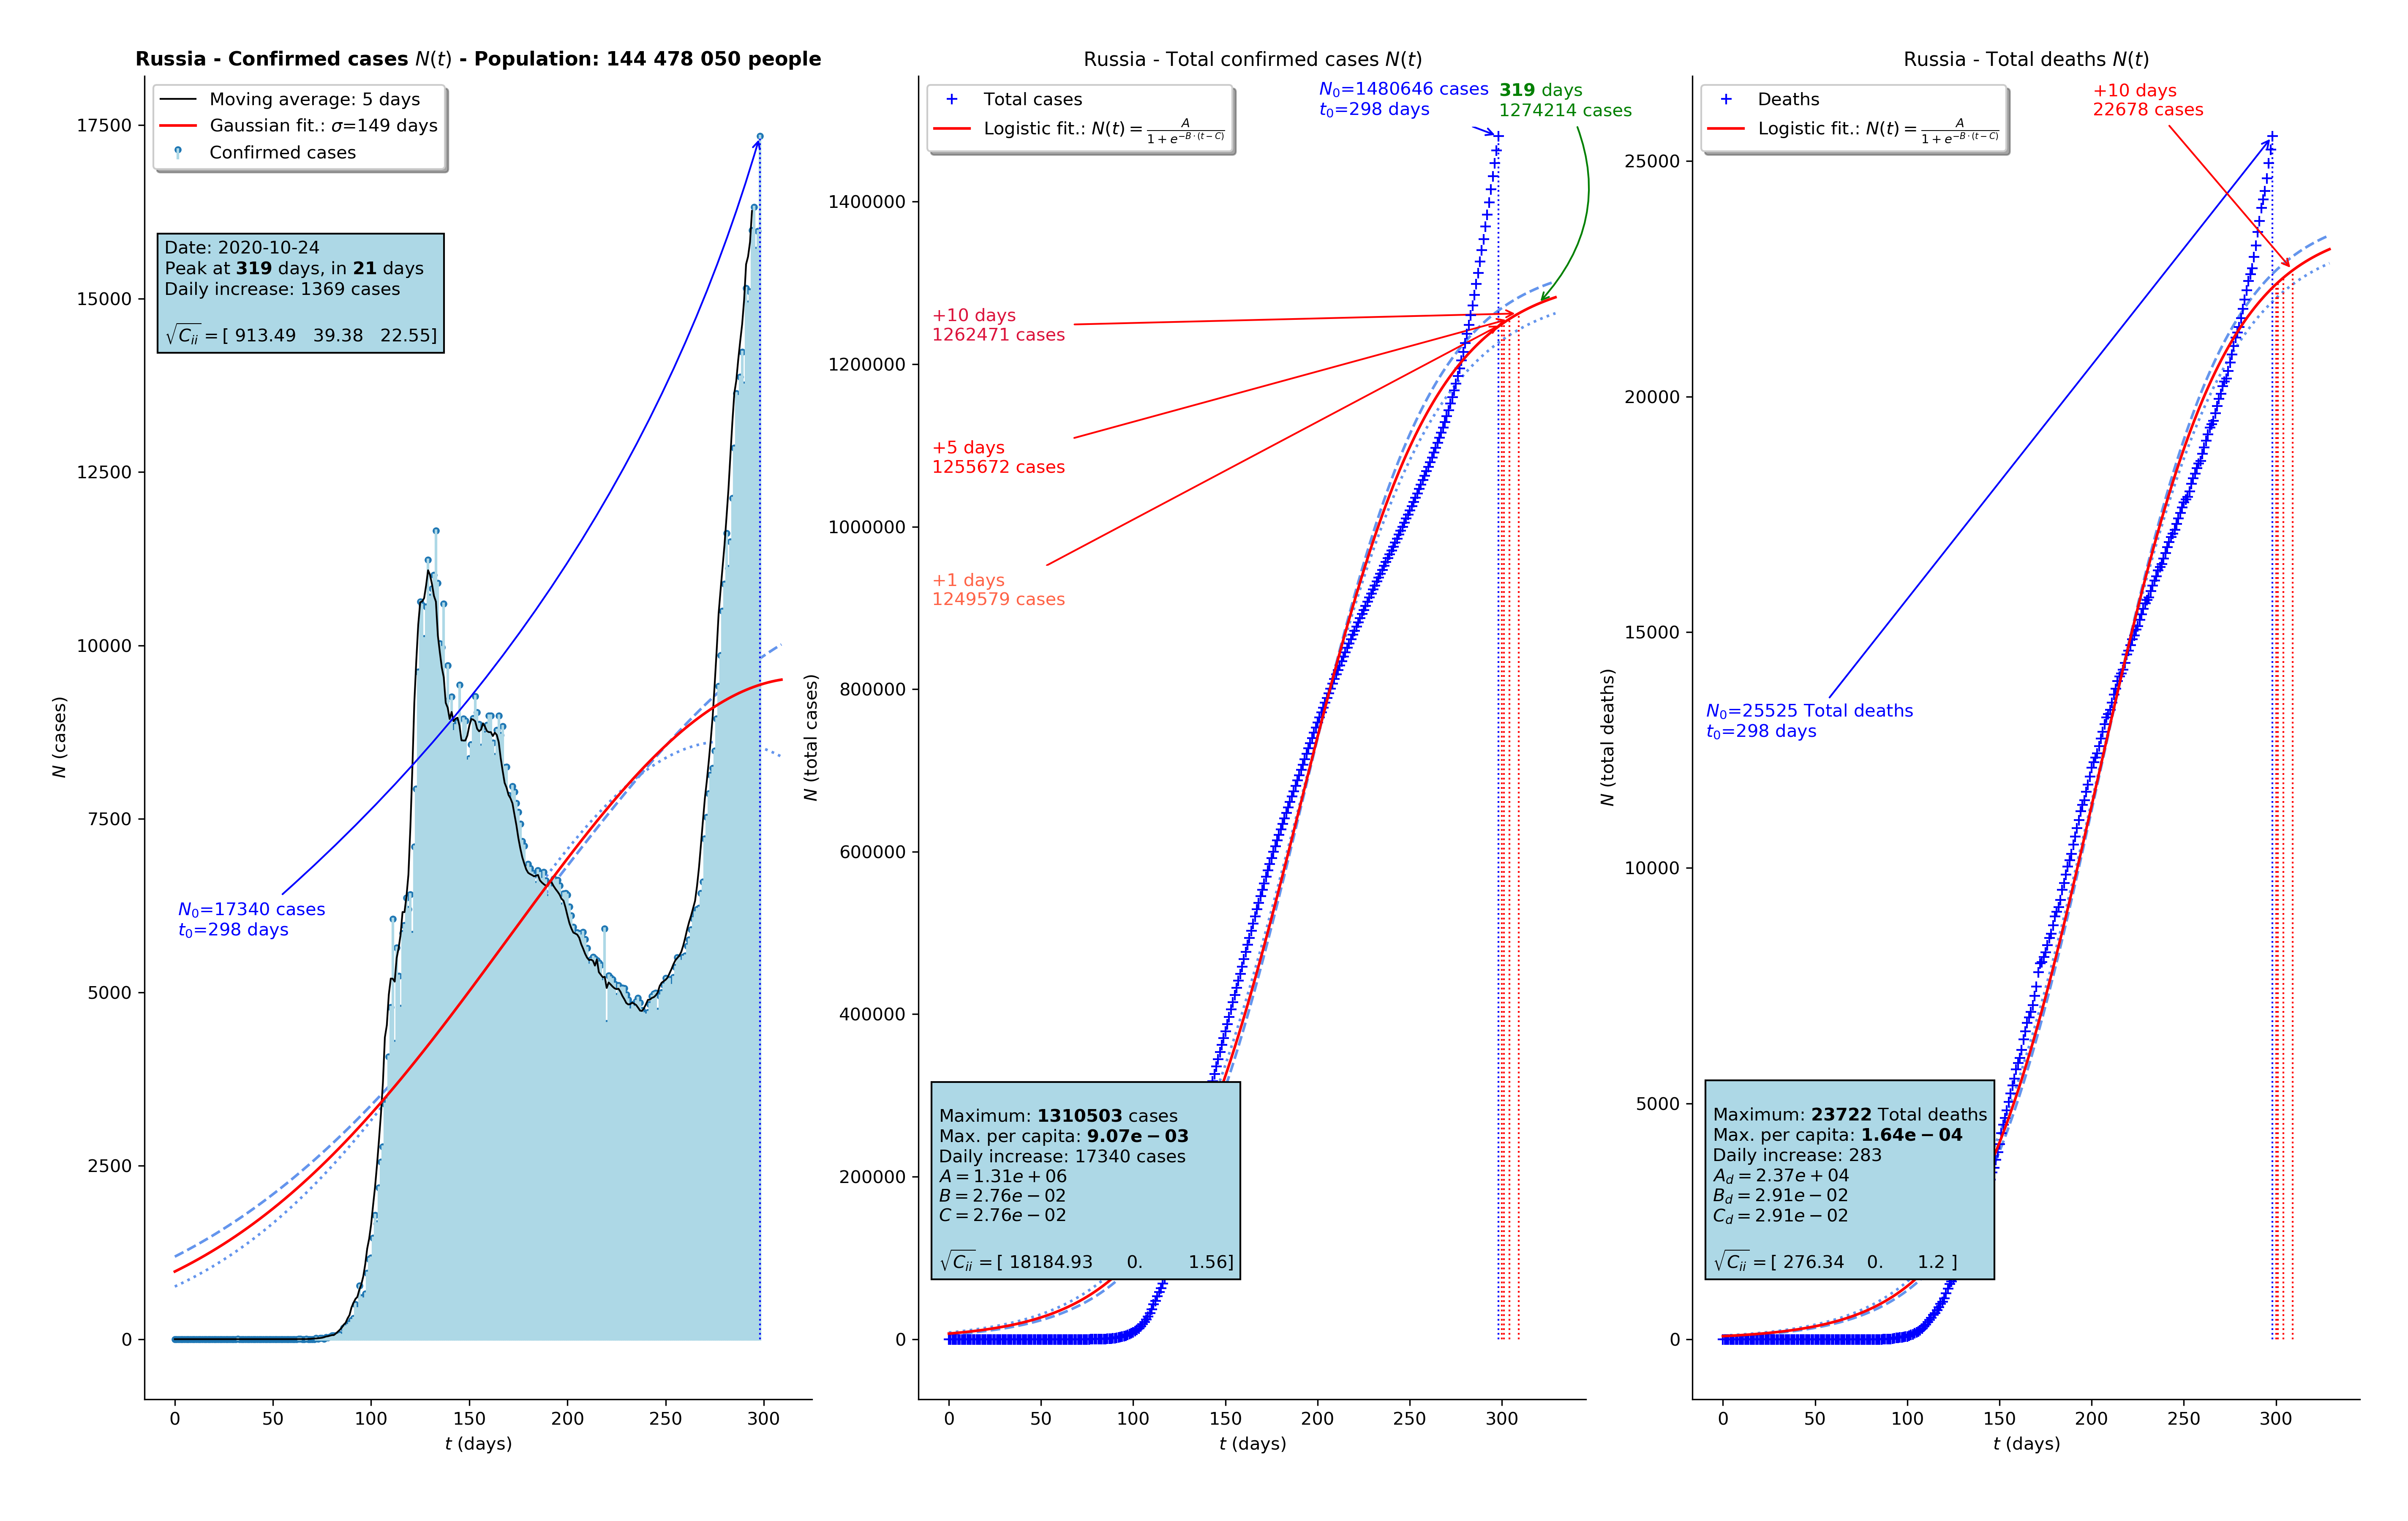 Russia - Confirmed cases N(t) - Population: 144 478 050 people
Moving average: 5 days
Gaussian fit.: σ=149 days
Confirmed cases
Date: 2020-10-24
Peak at 319 days, in 21 days
Daily increase: 1369 cases
√Cii = [ 913.49 39.38 22.55]
N0=17340 cases
t0=298 days
17500
15000
12500
10000
7500
5000
2500
0
N (cases)
0 50 100 150 200 250 300
t (days)
Russia - Total confirmed cases N(t)
Total cases
Logistic fit.: N(t) = A / (1 + e^(−B·(t−C)))
N0=1480646 cases
t0=298 days
319 days
1274214 cases
+10 days
1262471 cases
+5 days
1255672 cases
+1 days
1249579 cases
Maximum: 1310503 cases
Max. per capita: 9.07e − 03
Daily increase: 17340 cases
A = 1.31e + 06
B = 2.76e − 02
C = 2.76e − 02
√Cii = [ 18184.93 0. 1.56]
1400000
1200000
1000000
800000
600000
400000
200000
0
N (total cases)
0 50 100 150 200 250 300
t (days)
Russia - Total deaths N(t)
Deaths
Logistic fit.: N(t) = A / (1 + e^(−B·(t−C)))
+10 days
22678 cases
N0=25525 Total deaths
t0=298 days
Maximum: 23722 Total deaths
Max. per capita: 1.64e − 04
Daily increase: 283
Ad = 2.37e + 04
Bd = 2.91e − 02
Cd = 2.91e − 02
√Cii = [ 276.34 0. 1.2 ]
25000
20000
15000
10000
5000
0
N (total deaths)
0 50 100 150 200 250 300
t (days)